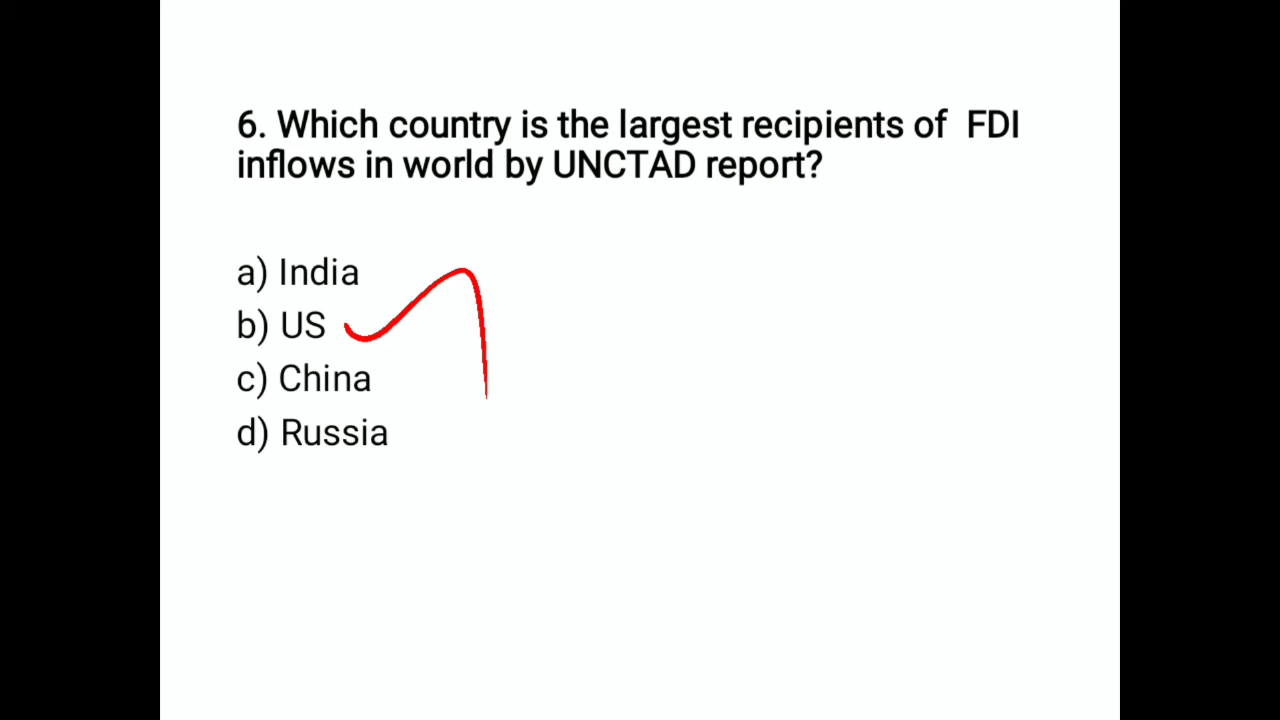 6. Which country is the largest recipients of FDI
inflows in world by UNCTAD report?
a) India
b) US
c) China
d) Russia